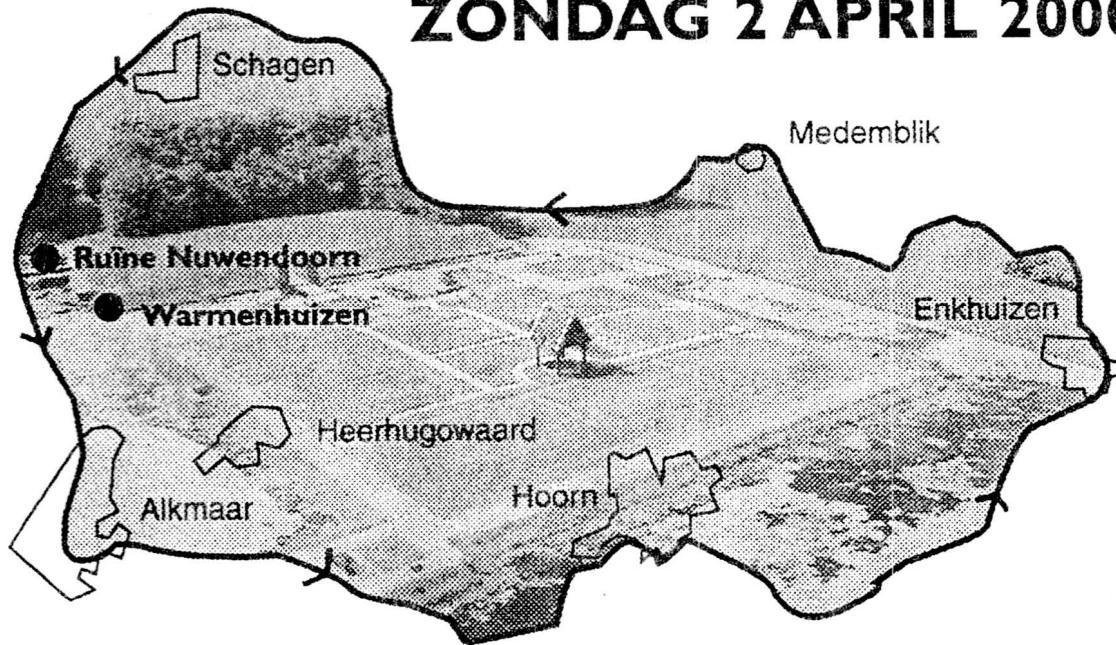 ZONDAG 2 APRIL 2000
Schagen
Medemblik
Ruïne Nuwendoorn
Warmenhuizen
Enkhuizen
Heerhugowaard
Alkmaar
Hoorn